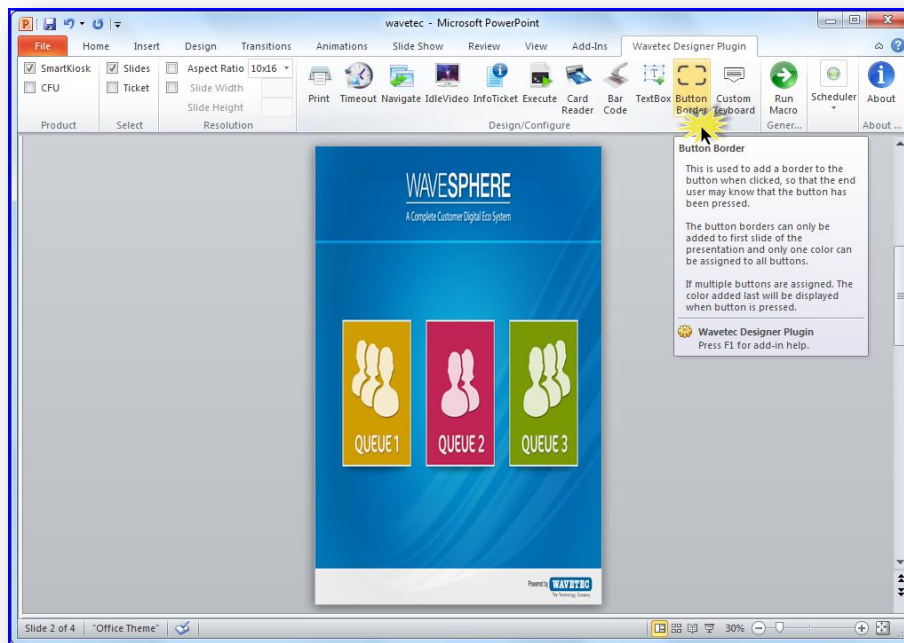 wavetec - Microsoft PowerPoint
File Home Insert Design Transitions Animations Slide Show Review View Add-Ins Wavetec Designer Plugin
SmartKiosk Slides Aspect Ratio 10x16
CFU Ticket Slide Width
Slide Height
Print Timeout Navigate IdleVideo InfoTicket Execute Card Reader Bar Code TextBox Button Border Custom Keyboard Run Macro Scheduler About
Product Select Resolution Design/Configure Gener... About ...
Button Border
This is used to add a border to the
button when clicked, so that the end
user may know that the button has
been pressed.
The button borders can only be
added to first slide of the
presentation and only one color can
be assigned to all buttons.
If multiple buttons are assigned. The
color added last will be displayed
when button is pressed.
Wavetec Designer Plugin
Press F1 for add-in help.
WAVESPHERE
A Complete Customer Digital Eco System
QUEUE 1 QUEUE 2 QUEUE 3
Powered by WAVETEC
The Technology Company
Slide 2 of 4 "Office Theme" 30%